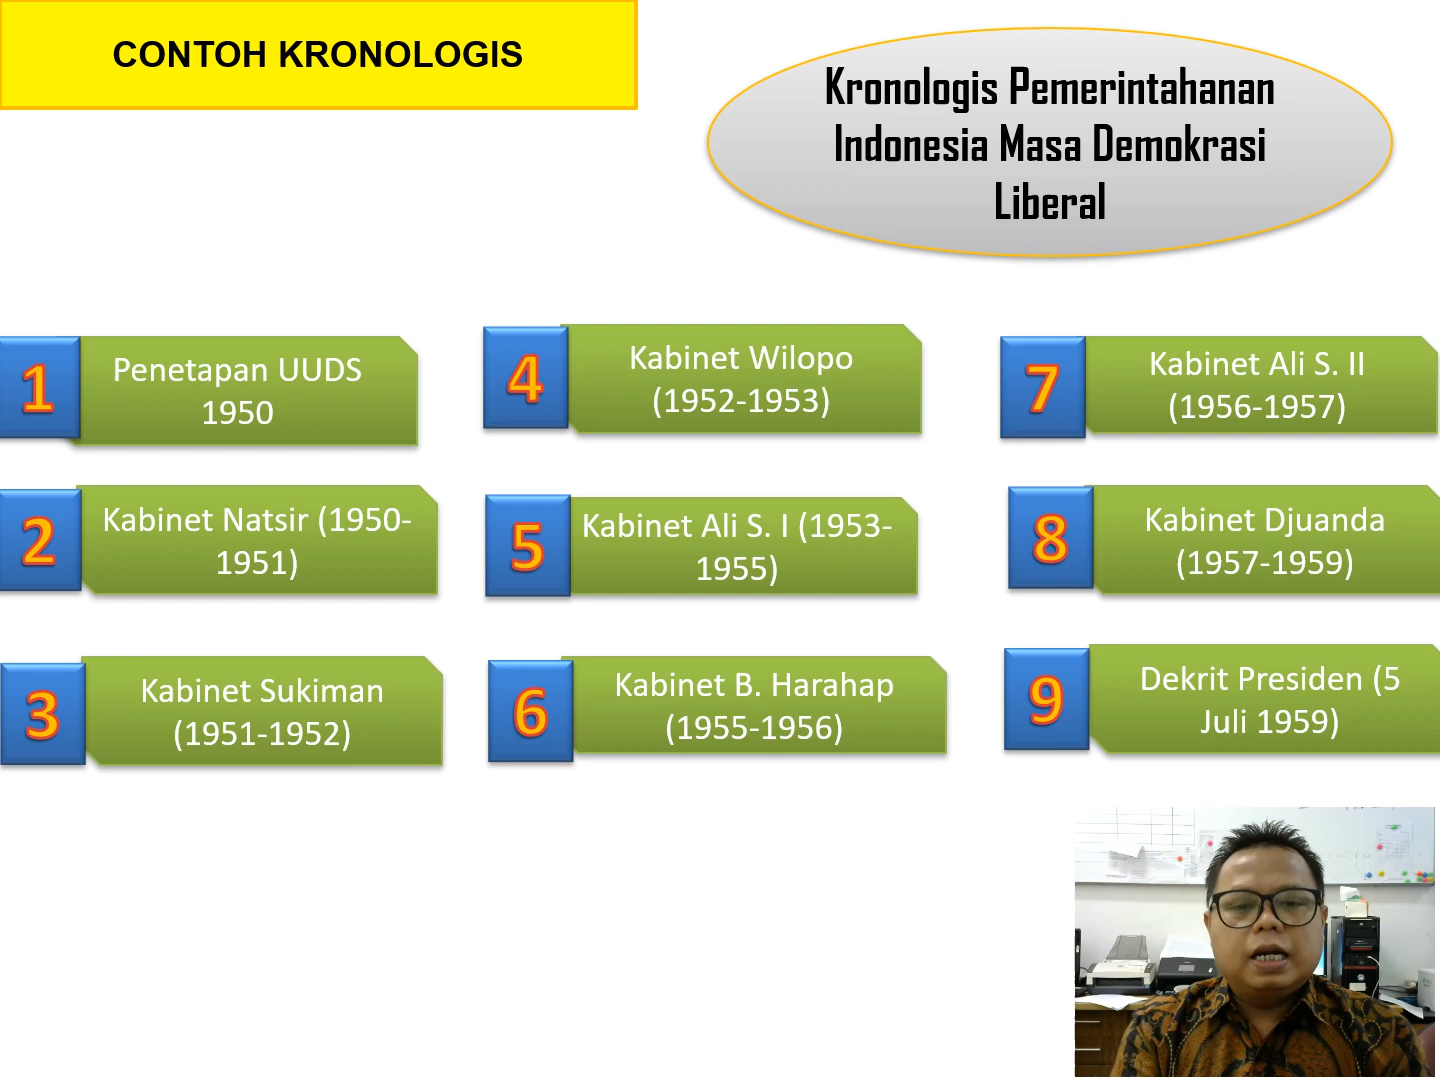 CONTOH KRONOLOGIS
Kronologis Pemerintahanan
Indonesia Masa Demokrasi
Liberal
1
Penetapan UUDS
1950
2
Kabinet Natsir (1950-
1951)
3
Kabinet Sukiman
(1951-1952)
4
Kabinet Wilopo
(1952-1953)
5
Kabinet Ali S. I (1953-
1955)
6
Kabinet B. Harahap
(1955-1956)
7
Kabinet Ali S. II
(1956-1957)
8
Kabinet Djuanda
(1957-1959)
9
Dekrit Presiden (5
Juli 1959)